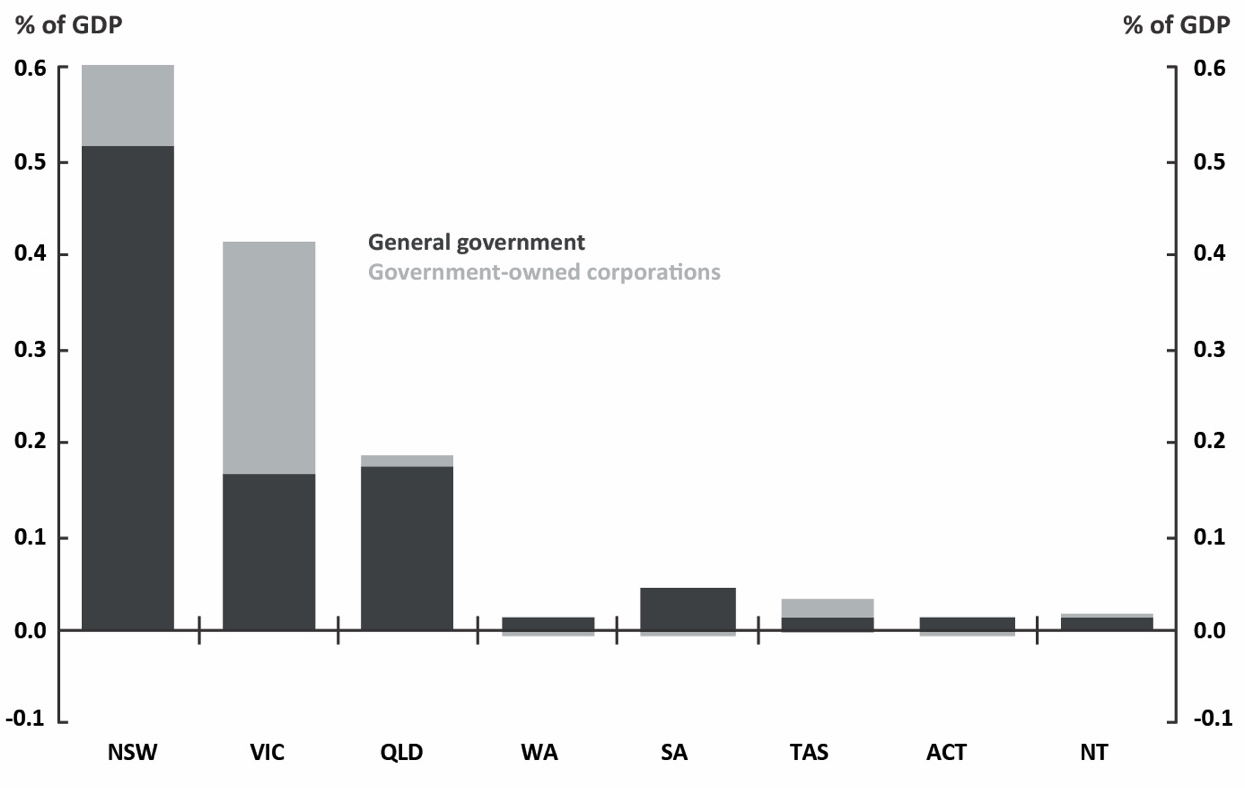 % of GDP % of GDP
0.6 0.6
0.5 0.5
0.4 0.4
General government
Government-owned corporations
0.3 0.3
0.2 0.2
0.1 0.1
0.0 0.0
-0.1 -0.1
NSW VIC QLD WA SA TAS ACT NT